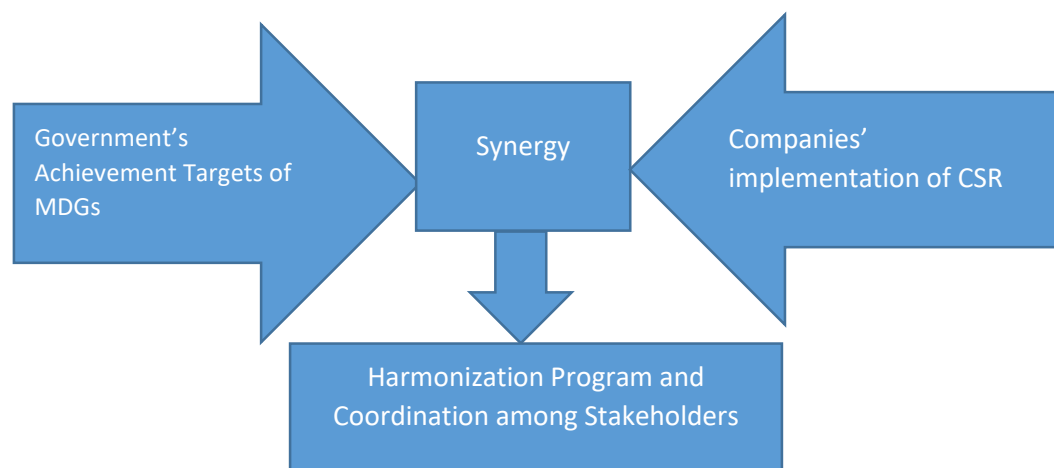 Government’s
Achievement Targets of
MDGs
Synergy
Companies’
implementation of CSR
Harmonization Program and
Coordination among Stakeholders